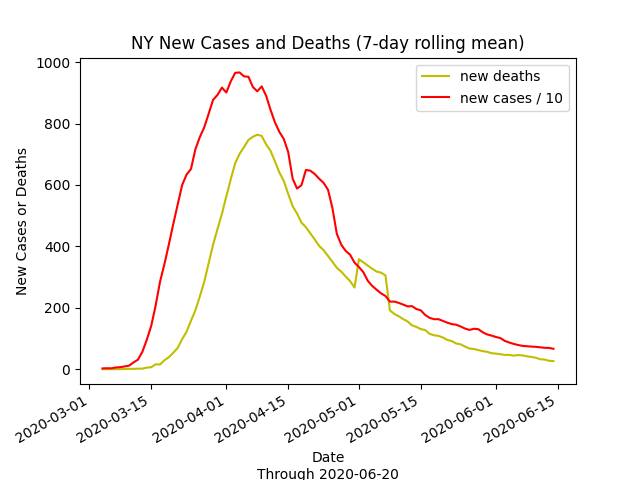 NY New Cases and Deaths (7-day rolling mean)
new deaths
new cases / 10
New Cases or Deaths
1000
800
600
400
200
0
2020-03-01
2020-03-15
2020-04-01
2020-04-15
2020-05-01
2020-05-15
2020-06-01
2020-06-15
Date
Through 2020-06-20